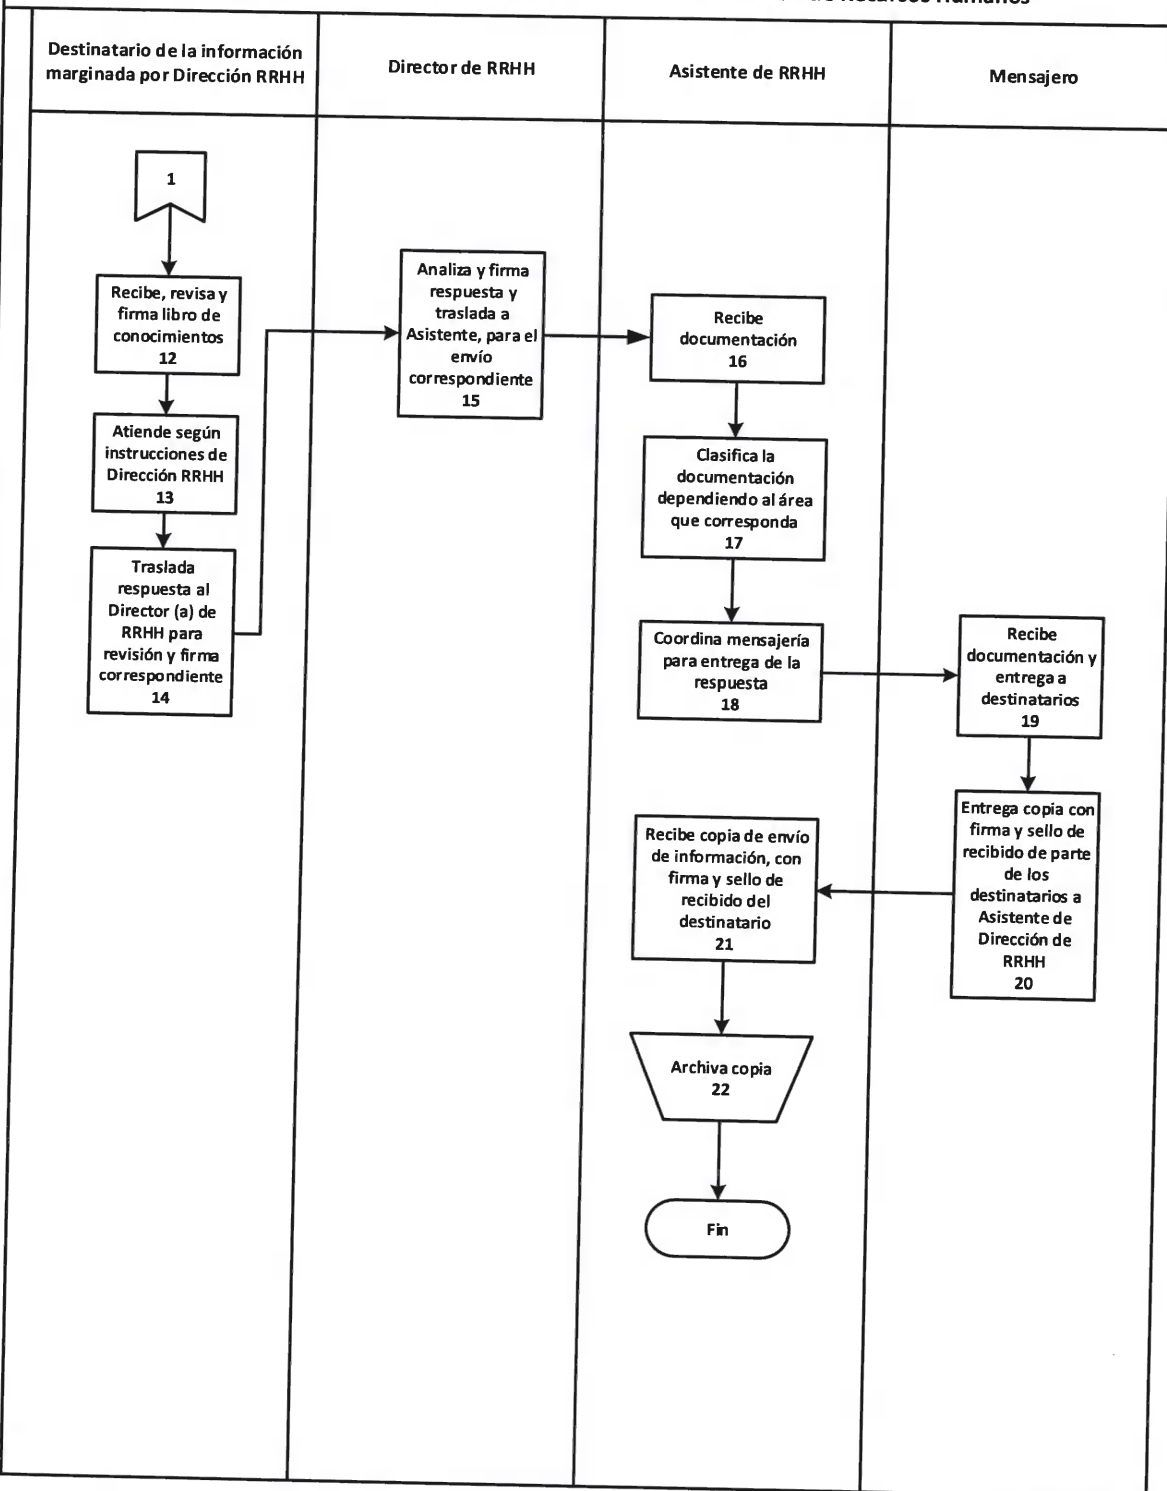 Recursos Humanos
Destinatario de la información
marginada por Dirección RRHH
Director de RRHH
Asistente de RRHH
Mensajero
1
Recibe, revisa y
firma libro de
conocimientos
12
Atiende según
instrucciones de
Dirección RRHH
13
Traslada
respuesta al
Director (a) de
RRHH para
revisión y firma
correspondiente
14
Analiza y firma
respuesta y
traslada a
Asistente, para el
envío
correspondiente
15
Recibe
documentación
16
Clasifica la
documentación
dependiendo al área
que corresponda
17
Coordina mensajería
para entrega de la
respuesta
18
Recibe
documentación y
entrega a
destinatarios
19
Entrega copia con
firma y sello de
recibido de parte
de los
destinatarios a
Asistente de
Dirección de
RRHH
20
Recibe copia de envío
de información, con
firma y sello de
recibido del
destinatario
21
Archiva copia
22
Fin